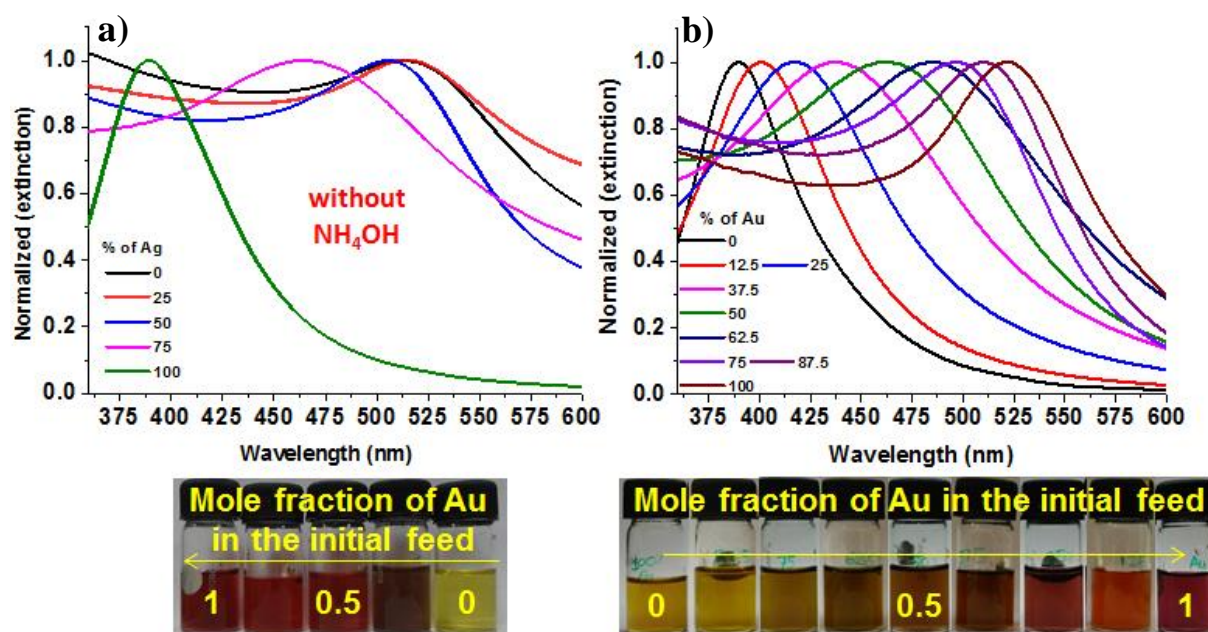 a)
Normalized (extinction)
1.0
0.8
0.6
0.4
0.2
0.0
without
NH₄OH
% of Ag
0
25
50
75
100
375 400 425 450 475 500 525 550 575 600
Wavelength (nm)
Mole fraction of Au
in the initial feed
1 0.5 0
b)
Normalized (extinction)
1.0
0.8
0.6
0.4
0.2
0.0
% of Au
0
12.5 25
37.5
50
62.5
75 87.5
100
375 400 425 450 475 500 525 550 575 600
Wavelength (nm)
Mole fraction of Au in the initial feed
0 0.5 1
Au